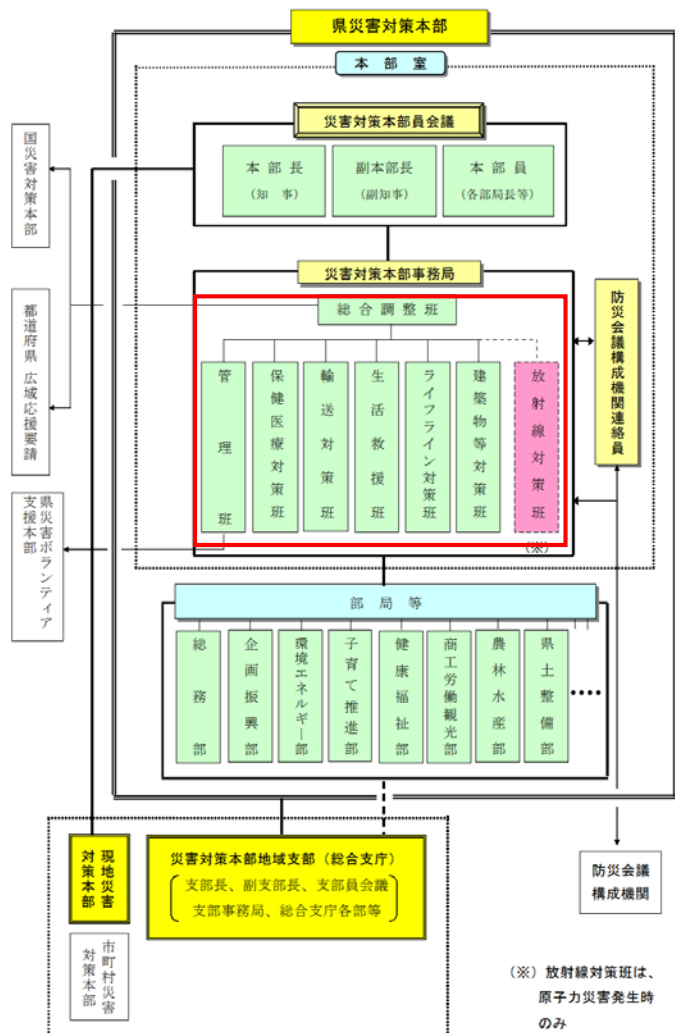 県災害対策本部
本部室
災害対策本部員会議
本部長
（知　事）
副本部長
（副知事）
本部員
（各部局長等）
国災害対策本部
都道府県 広域応援要請
県災害ボランティア
支援本部
災害対策本部事務局
総合調整班
管理班
保健医療対策班
輸送対策班
生活救援班
ライフライン対策班
建築物等対策班
放射線対策班
（※）
防災会議構成機関連絡員
部局等
総務部
企画振興部
環境エネルギー部
子育て推進部
健康福祉部
商工労働観光部
農林水産部
県土整備部
････
現地災害
対策本部
災害対策本部地域支部（総合支庁）
支部長、副支部長、支部員会議
支部事務局、総合支庁各部等
市町村災害
対策本部
防災会議
構成機関
（※）放射線対策班は、
原子力災害発生時
のみ